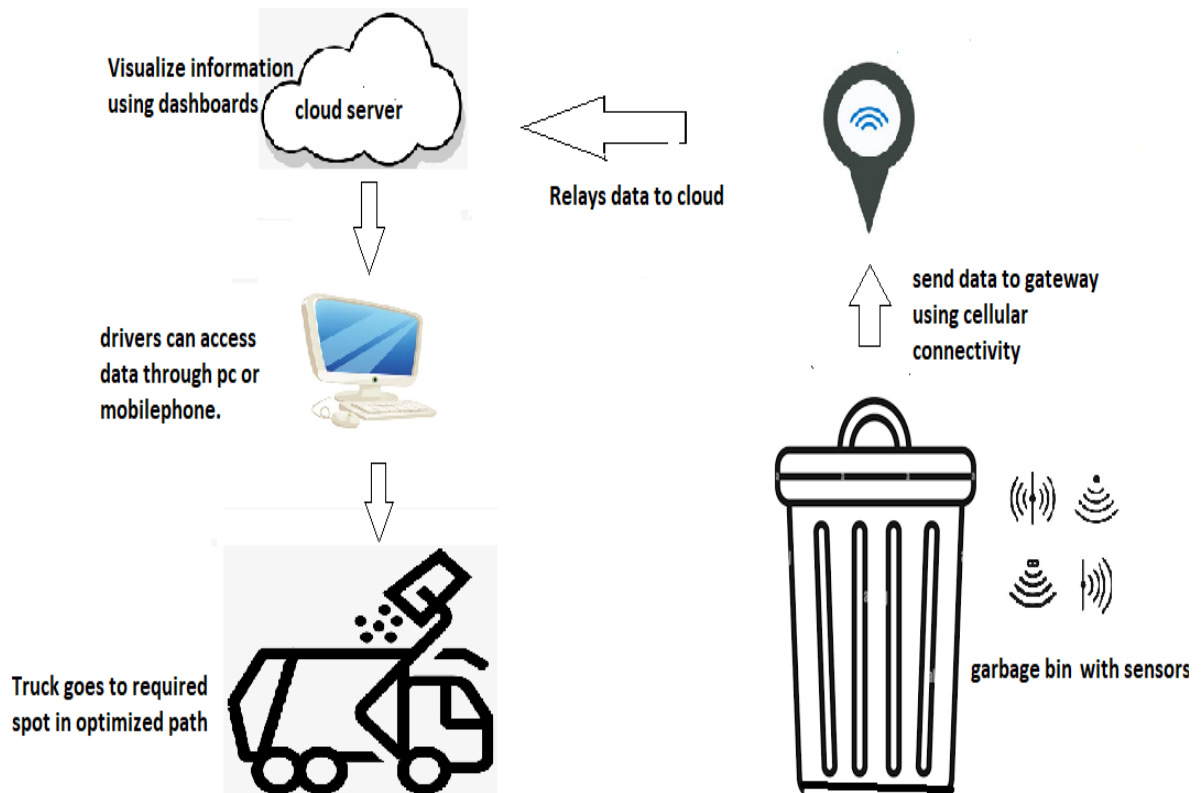 Visualize information
using dashboards
cloud server
Relays data to cloud
send data to gateway
using cellular
connectivity
drivers can access
data through pc or
mobilephone.
garbage bin with sensors
Truck goes to required
spot in optimized path